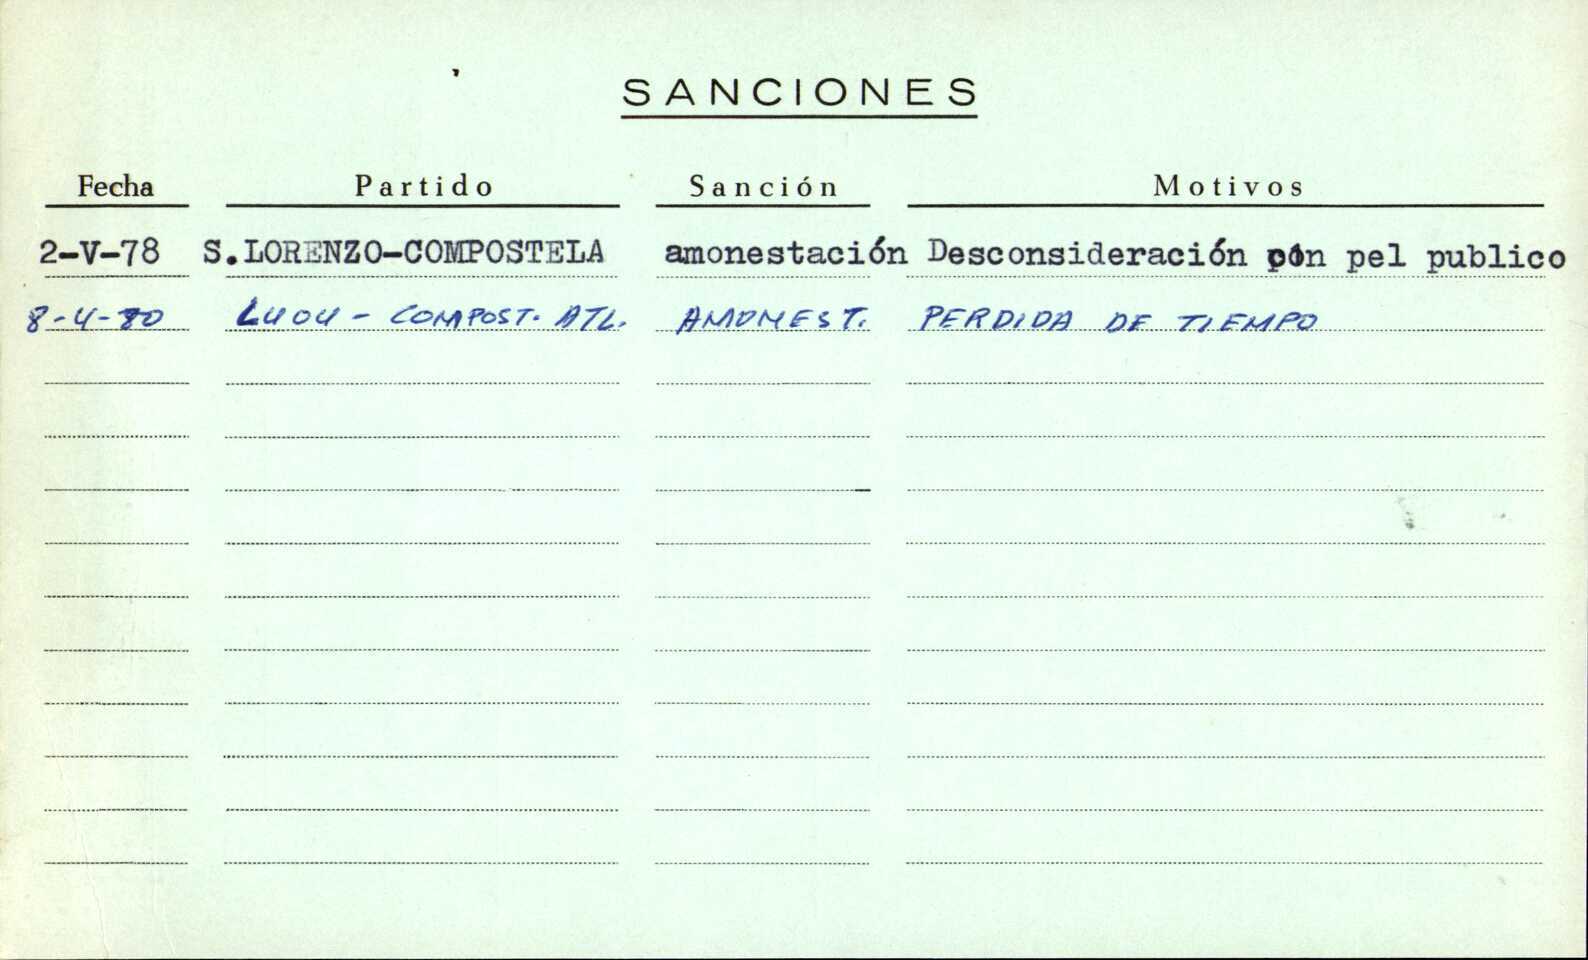 SANCIONES
Fecha Partido Sanción Motivos
2-V-78 S.LORENZO-COMPOSTELA amonestación Desconsideración pel publico
8-4-80 - COMPOST. ATL. AMONEST. PERDIDA DE TIEMPO